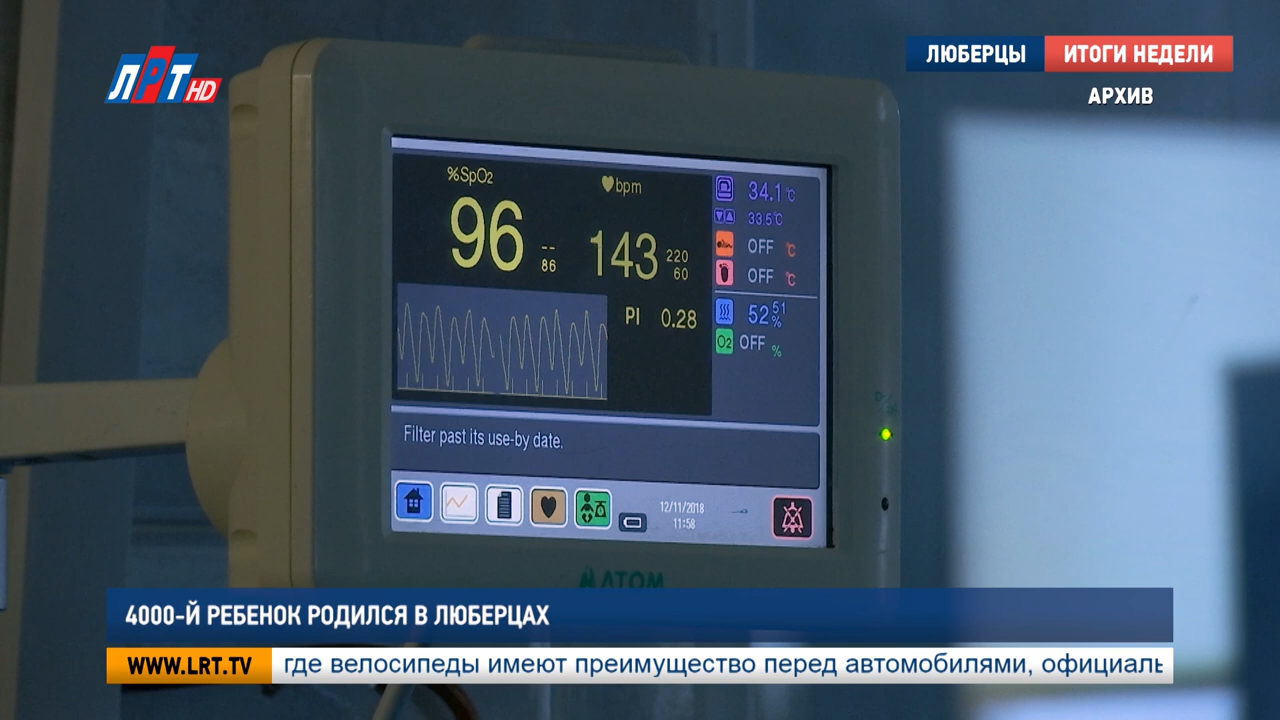 ЛРТ HD
ЛЮБЕРЦЫ ИТОГИ НЕДЕЛИ
АРХИВ
%SpO2
bpm
96
--
86
143
220
60
PI 0.28
34.1 °C
33.5°C
OFF °C
OFF °C
52 51 %
O2 OFF %
Filter past its use-by date.
12/11/2018
11:58
ATOM
4000-Й РЕБЕНОК РОДИЛСЯ В ЛЮБЕРЦАХ
WWW.LRT.TV где велосипеды имеют преимущество перед автомобилями, официаль